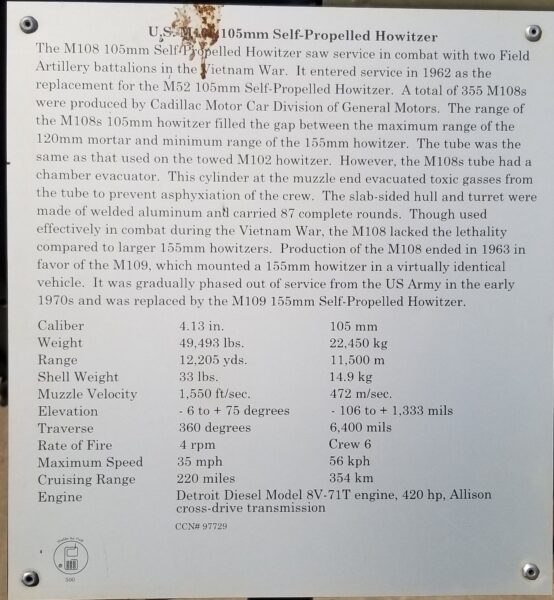 U.S. M108 105mm Self-Propelled Howitzer
The M108 105mm Self-Propelled Howitzer saw service in combat with two Field
Artillery battalions in the Vietnam War. It entered service in 1962 as the
replacement for the M52 105mm Self-Propelled Howitzer. A total of 355 M108s
were produced by Cadillac Motor Car Division of General Motors. The range of
the M108s 105mm howitzer filled the gap between the maximum range of the
120mm mortar and minimum range of the 155mm howitzer. The tube was the
same as that used on the towed M102 howitzer. However, the M108s tube had a
chamber evacuator. This cylinder at the muzzle end evacuated toxic gasses from
the tube to prevent asphyxiation of the crew. The slab-sided hull and turret were
made of welded aluminum and carried 87 complete rounds. Though used
effectively in combat during the Vietnam War, the M108 lacked the lethality
compared to larger 155mm howitzers. Production of the M108 ended in 1963 in
favor of the M109, which mounted a 155mm howitzer in a virtually identical
vehicle. It was gradually phased out of service from the US Army in the early
1970s and was replaced by the M109 155mm Self-Propelled Howitzer.
Caliber 4.13 in. 105 mm
Weight 49,493 lbs. 22,450 kg
Range 12,205 yds. 11,500 m
Shell Weight 33 lbs. 14.9 kg
Muzzle Velocity 1,550 ft/sec. 472 m/sec.
Elevation - 6 to + 75 degrees - 106 to + 1,333 mils
Traverse 360 degrees 6,400 mils
Rate of Fire 4 rpm Crew 6
Maximum Speed 35 mph 56 kph
Cruising Range 220 miles 354 km
Engine Detroit Diesel Model 8V-71T engine, 420 hp, Allison
cross-drive transmission
CCN# 97729
500